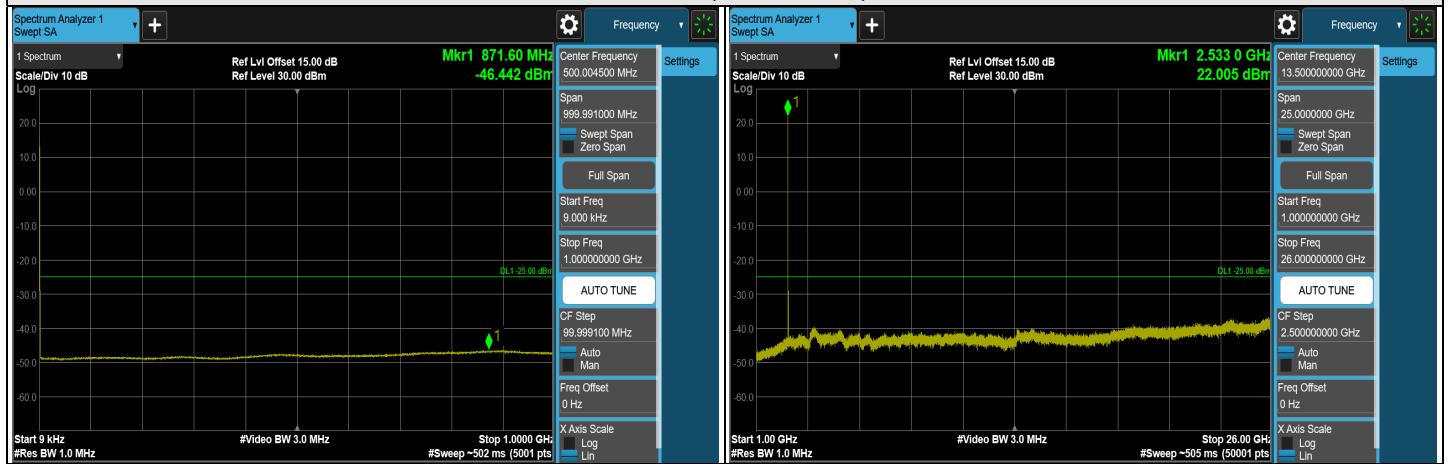 Spectrum Analyzer 1
Swept SA
+
Frequency
1 Spectrum
Scale/Div 10 dB
Log
Ref Lvl Offset 15.00 dB
Ref Level 30.00 dBm
Mkr1 871.60 MHz
-46.442 dBm
1
20.0
10.0
0.00
-10.0
-20.0
-30.0
-40.0
-50.0
-60.0
DL1 -25.00 dBm
Start 9 kHz
#Res BW 1.0 MHz
#Video BW 3.0 MHz
Stop 1.0000 GHz
#Sweep ~502 ms (5001 pts
Center Frequency
500.004500 MHz
Settings
Span
999.991000 MHz
Swept Span
Zero Span
Full Span
Start Freq
9.000 kHz
Stop Freq
1.000000000 GHz
AUTO TUNE
CF Step
99.999100 MHz
Auto
Man
Freq Offset
0 Hz
X Axis Scale
Log
Lin
Spectrum Analyzer 1
Swept SA
+
Frequency
1 Spectrum
Scale/Div 10 dB
Log
Ref Lvl Offset 15.00 dB
Ref Level 30.00 dBm
Mkr1 2.533 0 GHz
22.005 dBm
1
20.0
10.0
0.00
-10.0
-20.0
-30.0
-40.0
-50.0
-60.0
DL1 -25.00 dBm
Start 1.00 GHz
#Res BW 1.0 MHz
#Video BW 3.0 MHz
Stop 26.00 GHz
#Sweep ~505 ms (50001 pts
Center Frequency
13.500000000 GHz
Settings
Span
25.0000000 GHz
Swept Span
Zero Span
Full Span
Start Freq
1.000000000 GHz
Stop Freq
26.000000000 GHz
AUTO TUNE
CF Step
2.500000000 GHz
Auto
Man
Freq Offset
0 Hz
X Axis Scale
Log
Lin